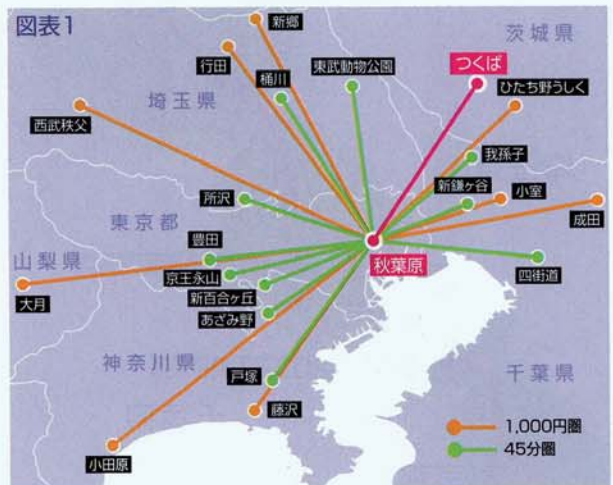 図表1
新郷
茨城県
行田
桶川
東武動物公園
つくば
ひたち野うしく
埼玉県
西武秩父
我孫子
新鎌ヶ谷
小室
所沢
成田
東京都
豊田
山梨県
秋葉原
京王永山
四街道
大月
新百合ヶ丘
あざみ野
神奈川県
戸塚
千葉県
藤沢
1,000円圏
小田原
45分圏